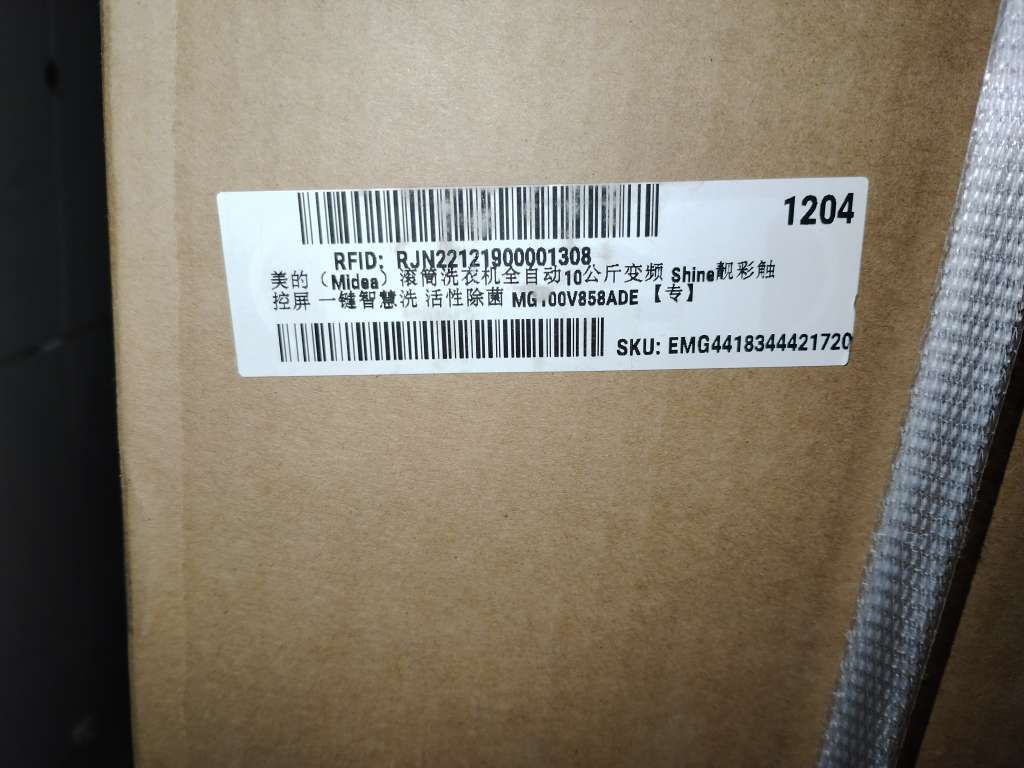 1204
RFID: RJN22121900001308
美的（Midea）滚筒洗衣机全自动10公斤变频 Shine靓彩触
控屏 一键智慧洗 活性除菌 MG100V858ADE【专】
SKU: EMG4418344421720